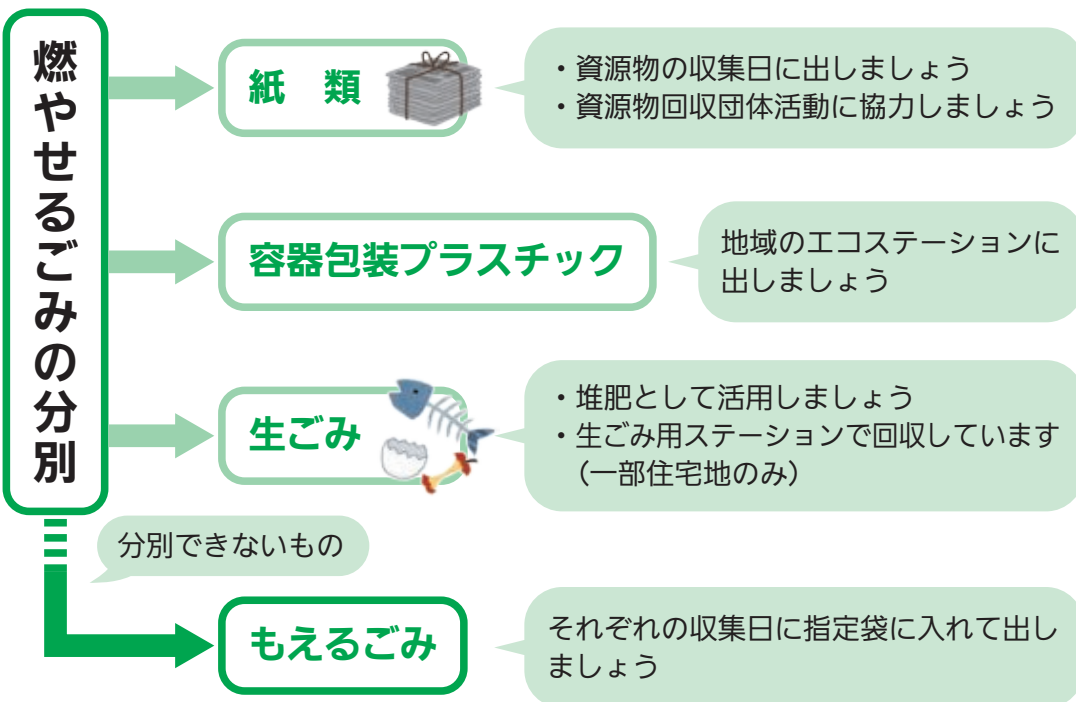 燃やせるごみの分別
紙　類
・資源物の収集日に出しましょう
・資源物回収団体活動に協力しましょう
容器包装プラスチック
地域のエコステーションに
出しましょう
生ごみ
・堆肥として活用しましょう
・生ごみ用ステーションで回収しています
（一部住宅地のみ）
分別できないもの
もえるごみ
それぞれの収集日に指定袋に入れて出し
ましょう